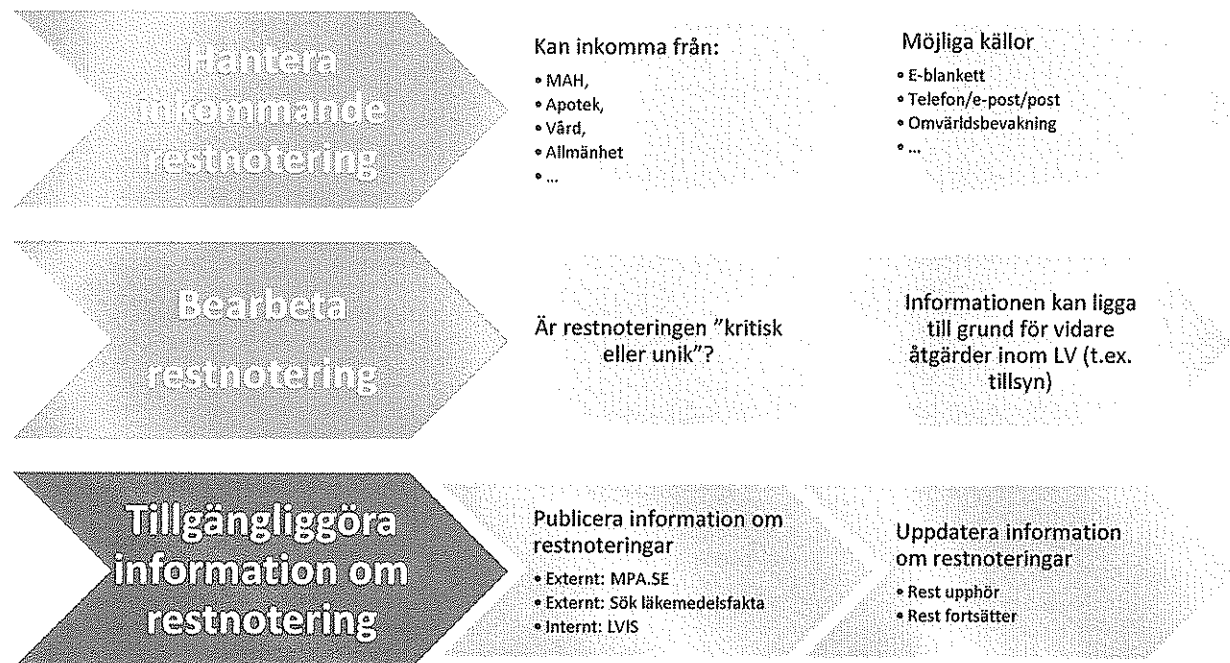 Hantera
inkommande
restnotering
Kan inkomma från:
• MAH,
• Apotek,
• Vård,
• Allmänhet
• ...
Möjliga källor
• E-blankett
• Telefon/e-post/post
• Omvärldsbevakning
• ...
Bearbeta
restnotering
Är restnoteringen ”kritisk
eller unik”?
Informationen kan ligga
till grund för vidare
åtgärder inom LV (t.ex.
tillsyn)
Tillgängliggöra
information om
restnotering
Publicera information om
restnoteringar
• Externt: MPA.SE
• Externt: Sök läkemedelsfakta
• Internt: LVIS
Uppdatera information
om restnoteringar
• Rest upphör
• Rest fortsätter